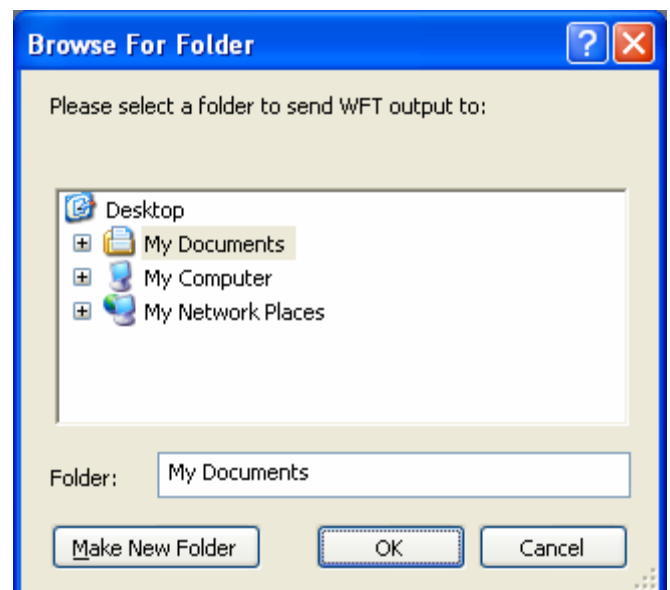 Browse For Folder
Please select a folder to send WFT output to:
Desktop
My Documents
My Computer
My Network Places
Folder: My Documents
Make New Folder OK Cancel